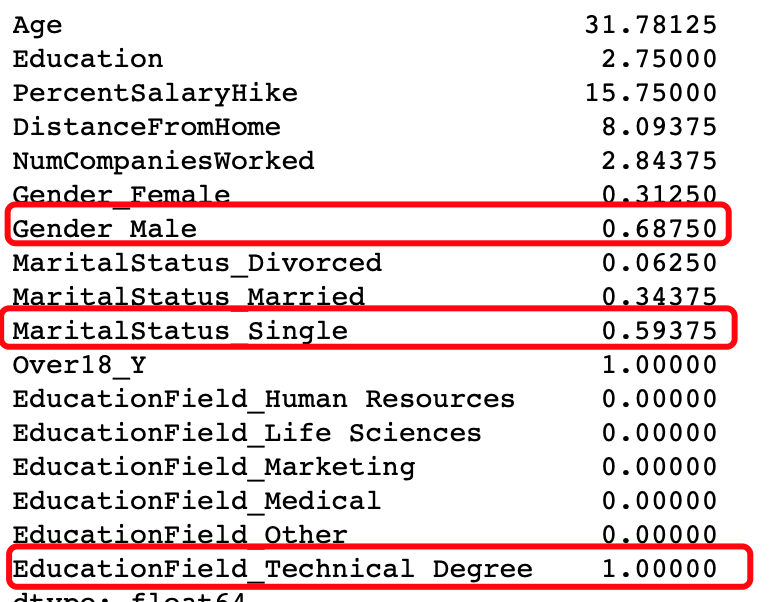 Age 31.78125
Education 2.75000
PercentSalaryHike 15.75000
DistanceFromHome 8.09375
NumCompaniesWorked 2.84375
Gender_Female 0.31250
Gender_Male 0.68750
MaritalStatus_Divorced 0.06250
MaritalStatus_Married 0.34375
MaritalStatus_Single 0.59375
Over18_Y 1.00000
EducationField_Human Resources 0.00000
EducationField_Life Sciences 0.00000
EducationField_Marketing 0.00000
EducationField_Medical 0.00000
EducationField_Other 0.00000
EducationField_Technical Degree 1.00000
dtype: float64